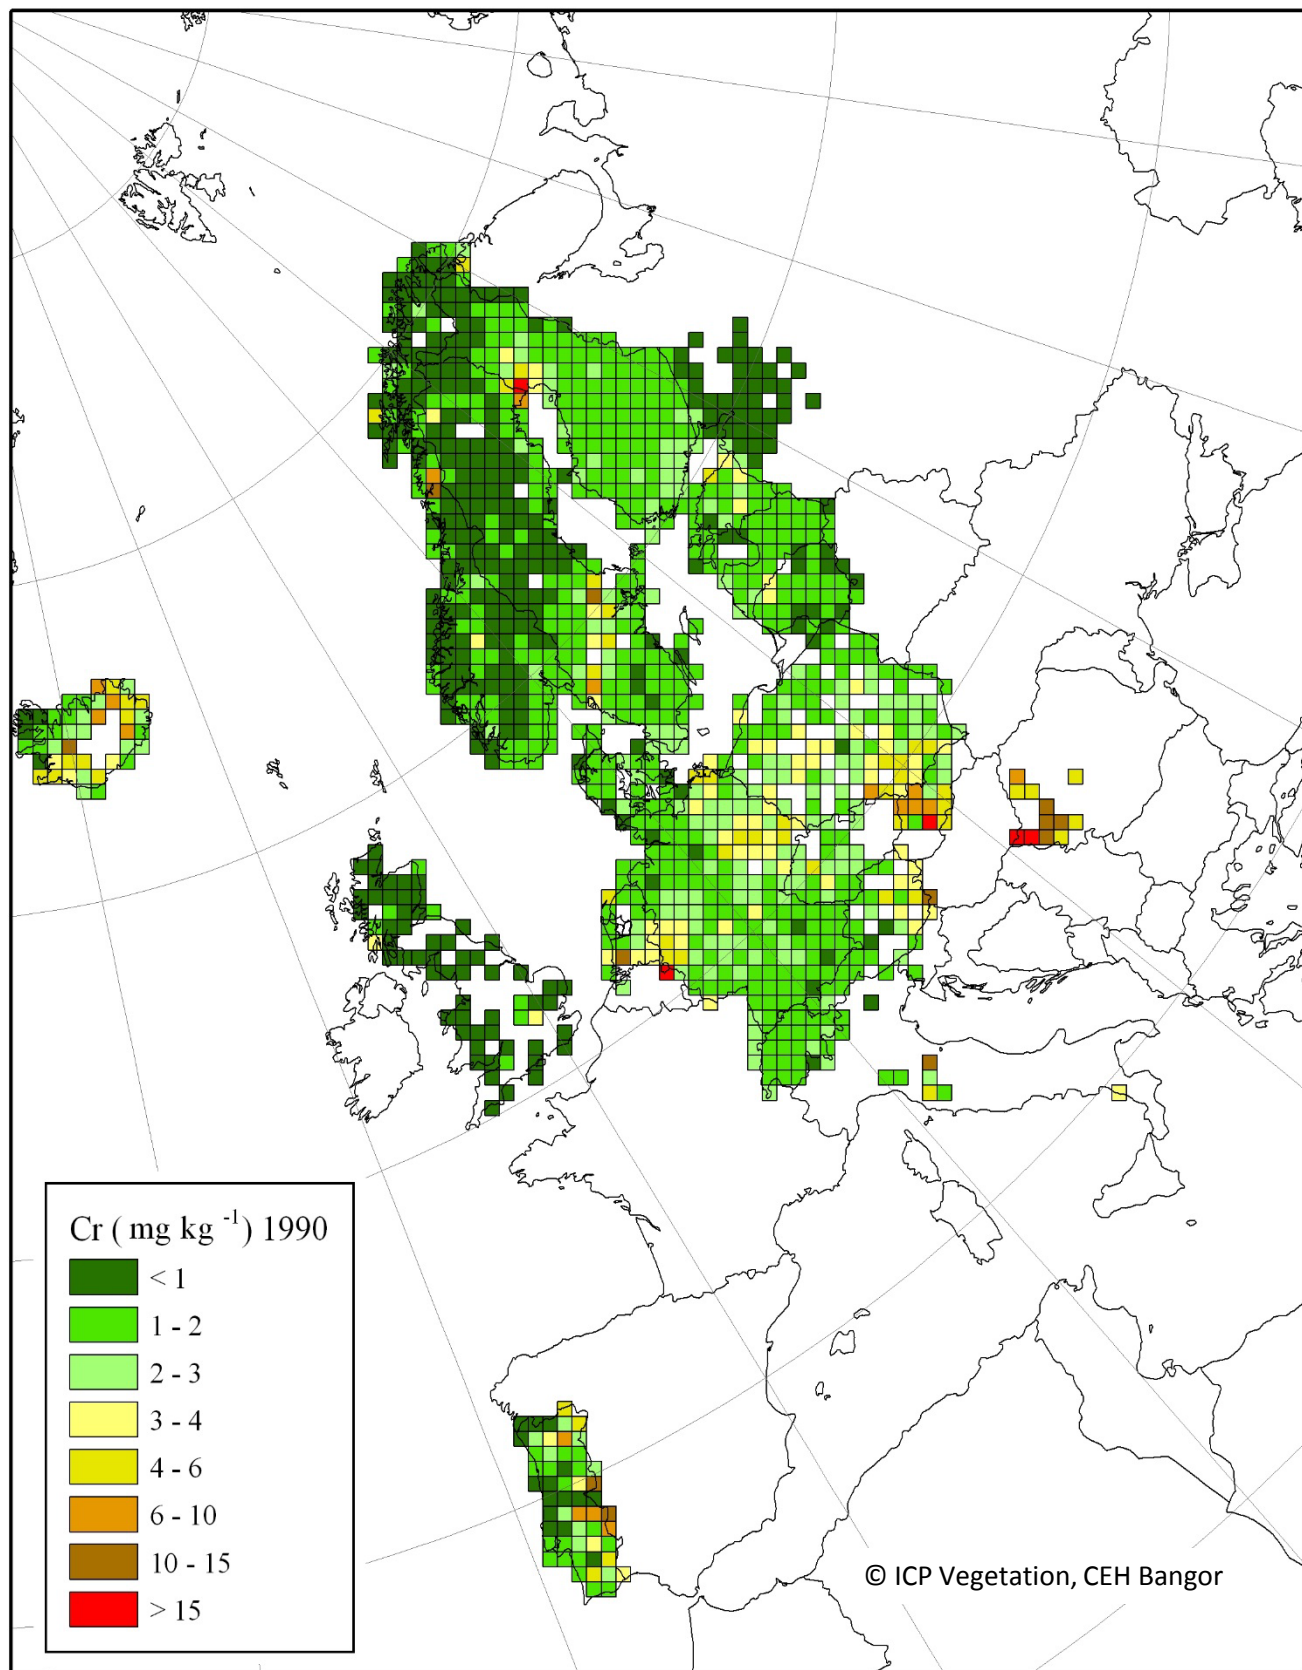 Cr ( mg kg ⁻¹ ) 1990
< 1
1 - 2
2 - 3
3 - 4
4 - 6
6 - 10
10 - 15
> 15
© ICP Vegetation, CEH Bangor